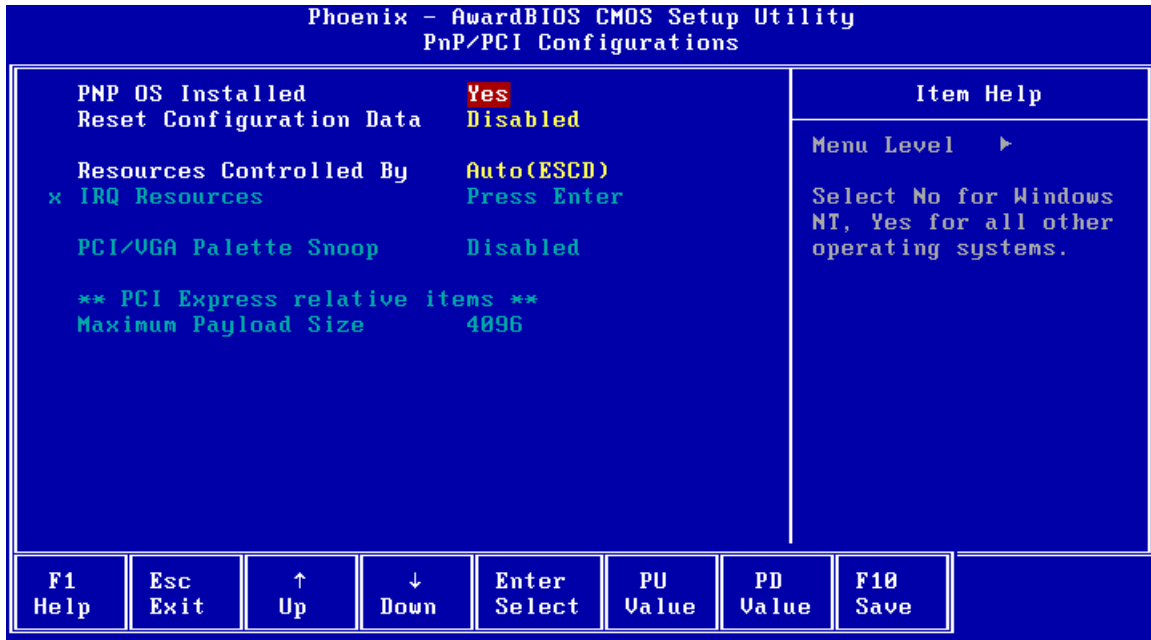 Phoenix - AwardBIOS CMOS Setup Utility
PnP/PCI Configurations
PNP OS Installed Yes
Reset Configuration Data Disabled
Resources Controlled By Auto(ESCD)
x IRQ Resources Press Enter
PCI/VGA Palette Snoop Disabled
** PCI Express relative items **
Maximum Payload Size 4096
Item Help
Menu Level ►
Select No for Windows
NT, Yes for all other
operating systems.
F1 Esc ↑ ↓ Enter PU PD F10
Help Exit Up Down Select Value Value Save